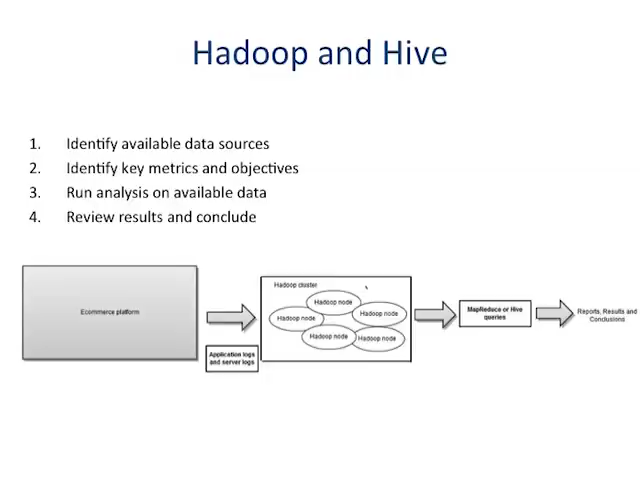 Hadoop and Hive
1. Identify available data sources
2. Identify key metrics and objectives
3. Run analysis on available data
4. Review results and conclude
Ecommerce platform
Application logs
and server logs
Hadoop cluster
Hadoop node
Hadoop node
Hadoop node
Hadoop node
Hadoop node
MapReduce or Hive
queries
Reports, Results and
Conclusions